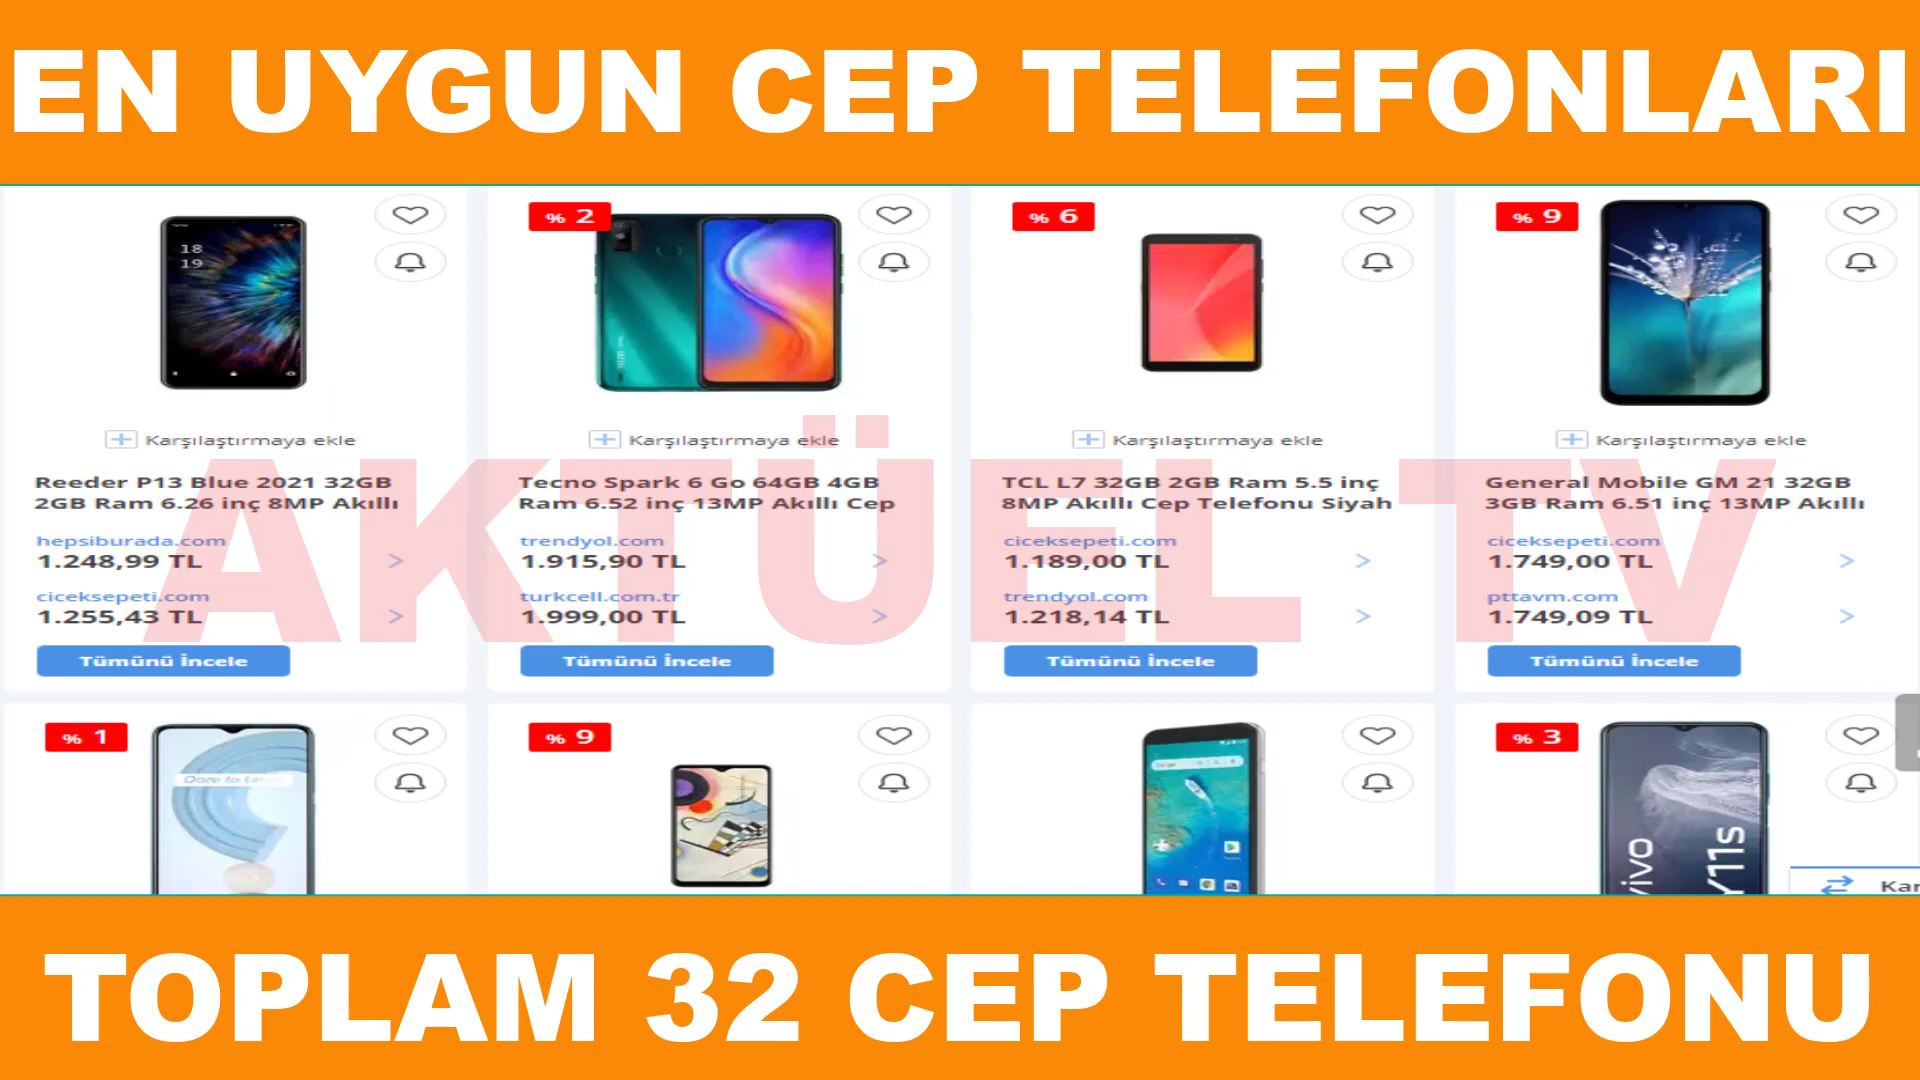 EN UYGUN CEP TELEFONLARI
% 2
% 6
% 9
18
19
Karşılaştırmaya ekle
Karşılaştırmaya ekle
Karşılaştırmaya ekle
Karşılaştırmaya ekle
AKTÜEL TV
Reeder P13 Blue 2021 32GB
2GB Ram 6.26 inç 8MP Akıllı
hepsiburada.com
1.248,99 TL
ciceksepeti.com
1.255,43 TL
Tümünü İncele
Tecno Spark 6 Go 64GB 4GB
Ram 6.52 inç 13MP Akıllı Cep
trendyol.com
1.915,90 TL
turkcell.com.tr
1.999,00 TL
Tümünü İncele
TCL L7 32GB 2GB Ram 5.5 inç
8MP Akıllı Cep Telefonu Siyah
ciceksepeti.com
1.189,00 TL
trendyol.com
1.218,14 TL
Tümünü İncele
General Mobile GM 21 32GB
3GB Ram 6.51 inç 13MP Akıllı
ciceksepeti.com
1.749,00 TL
pttavm.com
1.749,09 TL
Tümünü İncele
% 1
% 9
% 3
Dare to
Google
vivo
Y11s
Kar
TOPLAM 32 CEP TELEFONU